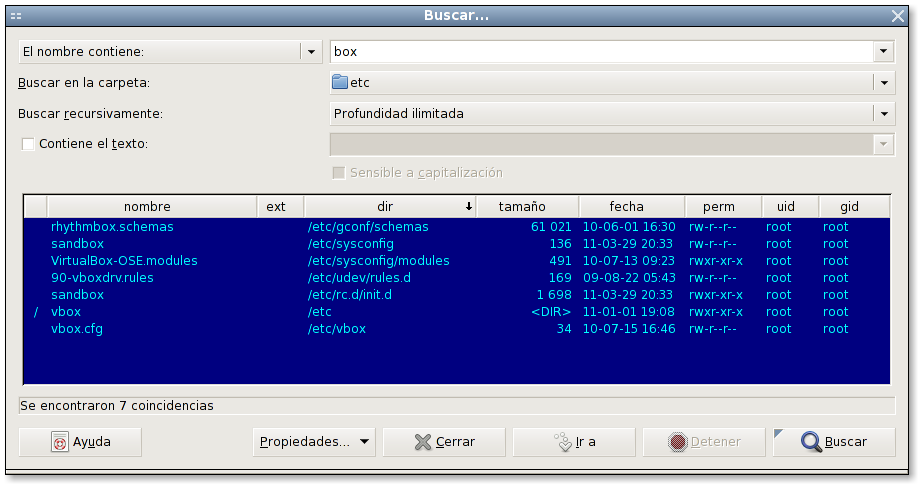 Buscar...
El nombre contiene: box
Buscar en la carpeta: etc
Buscar recursivamente: Profundidad ilimitada
Contiene el texto:
Sensible a capitalización
nombre ext dir tamaño fecha perm uid gid
rhythmbox.schemas /etc/gconf/schemas 61 021 10-06-01 16:30 rw-r--r-- root root
sandbox /etc/sysconfig 136 11-03-29 20:33 rw-r--r-- root root
VirtualBox-OSE.modules /etc/sysconfig/modules 491 10-07-13 09:23 rwxr-xr-x root root
90-vboxdrv.rules /etc/udev/rules.d 169 09-08-22 05:43 rw-r--r-- root root
sandbox /etc/rc.d/init.d 1 698 11-03-29 20:33 rwxr-xr-x root root
/ vbox /etc <DIR> 11-01-01 19:08 rwxr-xr-x root root
vbox.cfg /etc/vbox 34 10-07-15 16:46 rw-r--r-- root root
Se encontraron 7 coincidencias
Ayuda Propiedades... Cerrar Ir a Detener Buscar